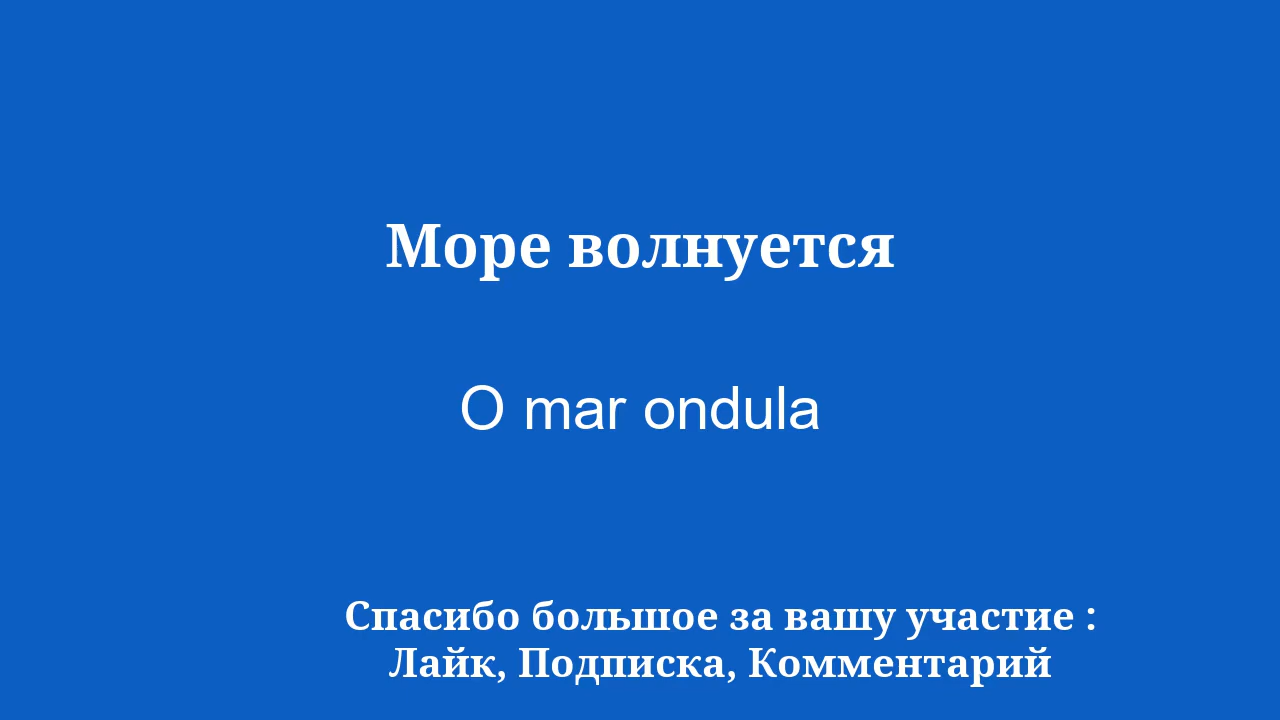 Море волнуется
O mar ondula
Спасибо большое за вашу участие :
Лайк, Подписка, Комментарий